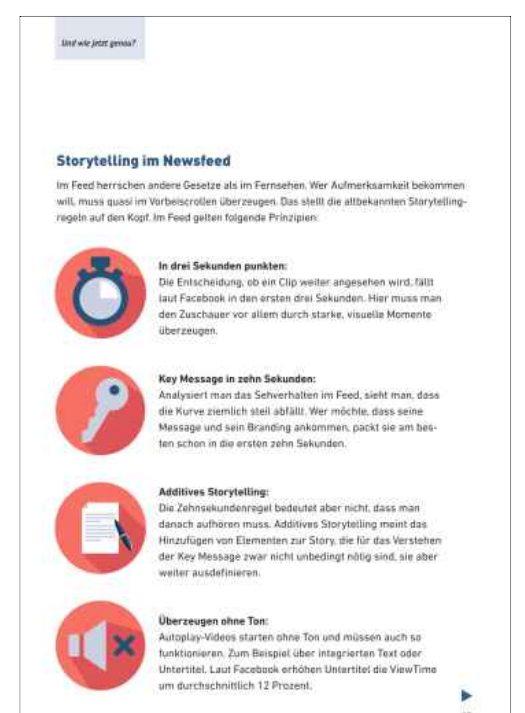 Und wie jetzt genau?
Storytelling im Newsfeed
Im Feed herrschen andere Gesetze als im Fernsehen. Wer Aufmerksamkeit bekommen
will, muss quasi im Vorbeiscrollen überzeugen. Das stellt die altbekannten Storytelling-
regeln auf den Kopf. Im Feed gelten folgende Prinzipien:
In drei Sekunden punkten:
Die Entscheidung, ob ein Clip weiter angesehen wird, fällt
laut Facebook in den ersten drei Sekunden. Hier muss man
den Zuschauer vor allem durch starke, visuelle Momente
überzeugen.
Key Message in zehn Sekunden:
Analysiert man das Sehverhalten im Feed, sieht man, dass
die Kurve ziemlich steil abfällt. Wer möchte, dass seine
Message und sein Branding ankommen, packt sie am bes-
ten schon in die ersten zehn Sekunden.
Additives Storytelling:
Die Zehnsekundenregel bedeutet aber nicht, dass man
danach aufhören muss. Additives Storytelling meint das
Hinzufügen von Elementen zur Story, die für das Verstehen
der Key Message zwar nicht unbedingt nötig sind, sie aber
weiter ausdefinieren.
Überzeugen ohne Ton:
Autoplay-Videos starten ohne Ton und müssen auch so
funktionieren. Zum Beispiel über integrierten Text oder
Untertitel. Laut Facebook erhöhen Untertitel die ViewTime
um durchschnittlich 12 Prozent.